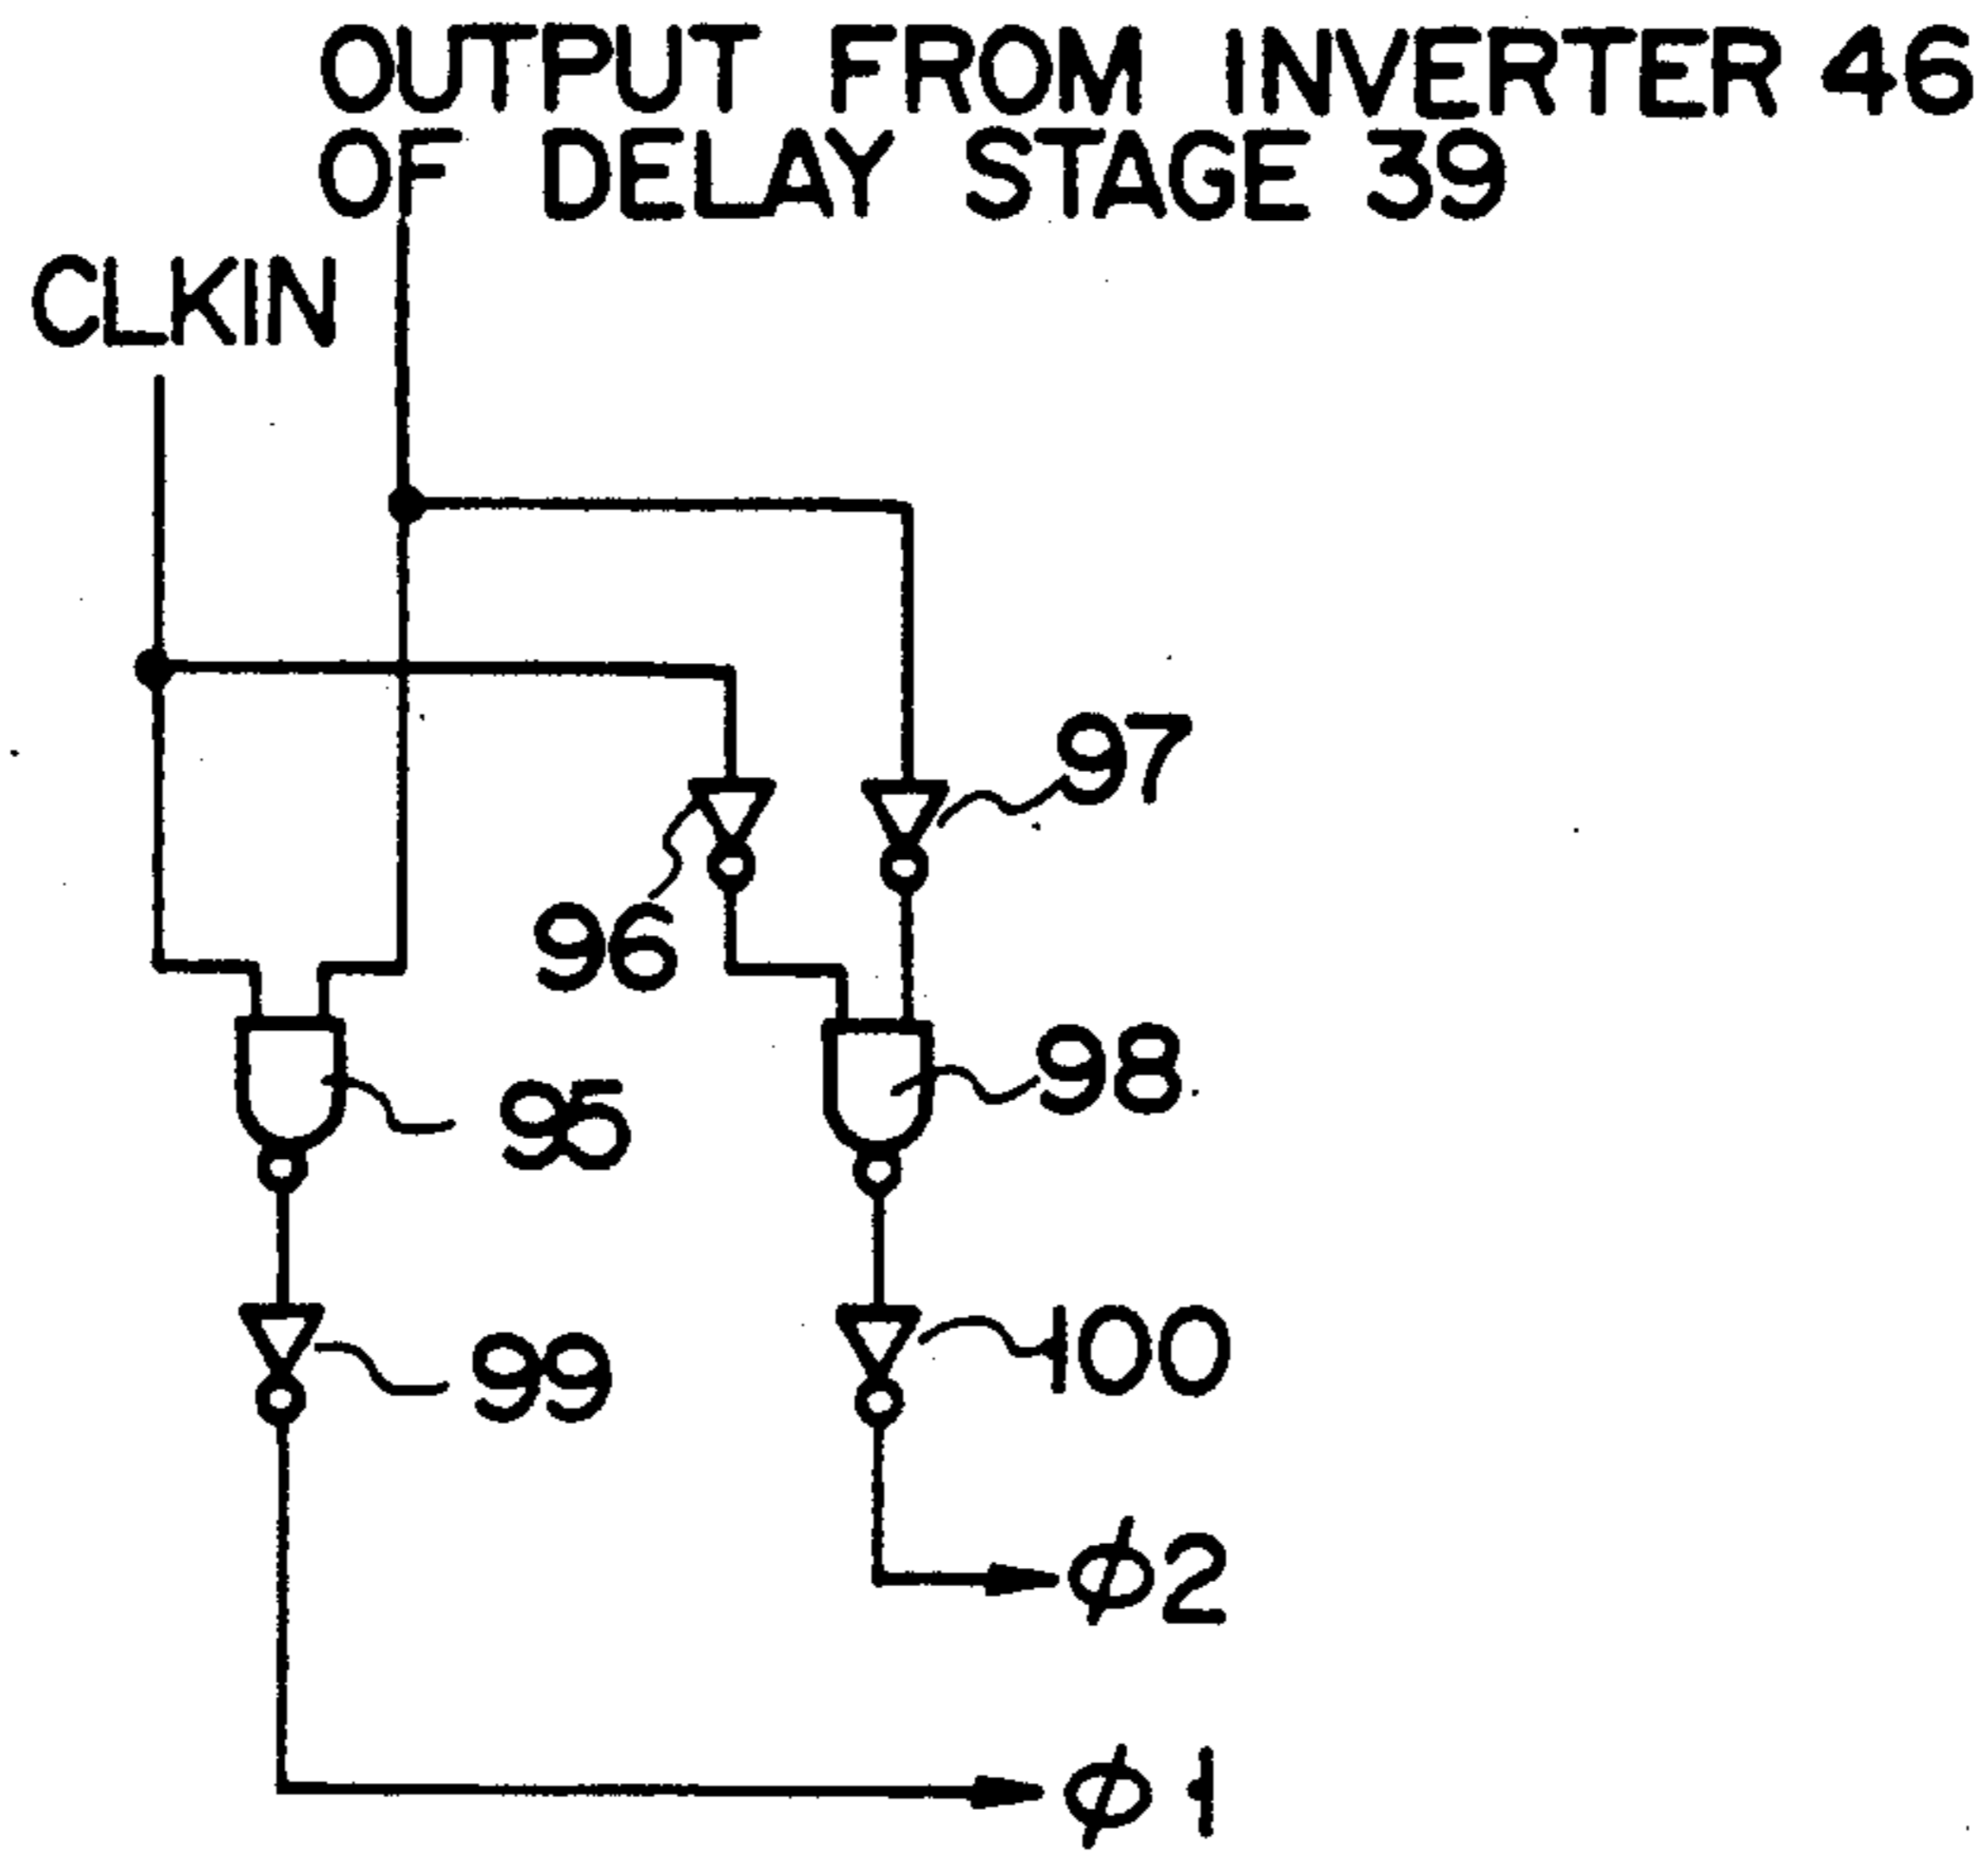 OUTPUT FROM INVERTER 46
OF DELAY STAGE 39
CLKIN
97
96
98
95
100
99
ϕ2
ϕ1